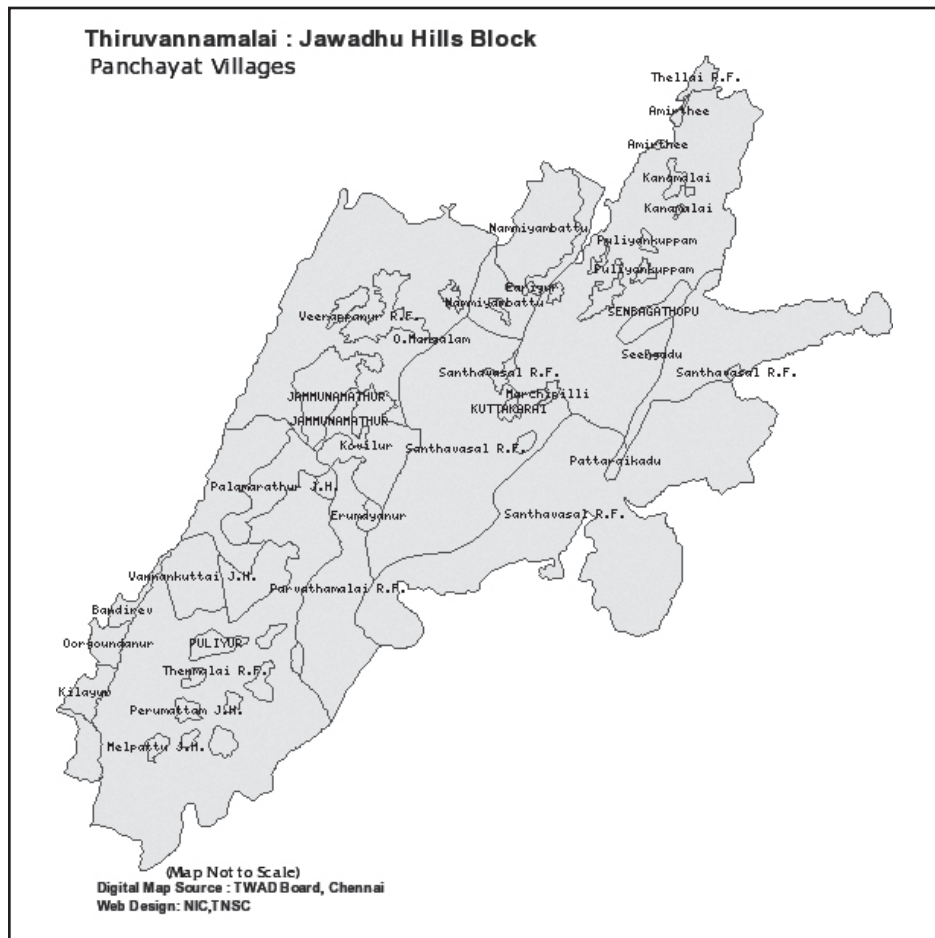 Thiruvannamalai : Jawadhu Hills Block
Panchayat Villages
Thellai R.F.
Amirthee
Amirthee
Kanamalai
Kanamalai
Nammiyambattu
Puliyankuppam
Puliyankuppam
Nammiyambattu
Veerappanur R.F.
SENBAGATHOPU
O.Mangalam
Seengadu
Santhavasal R.F.
Santhavasal R.F.
JAMMUNAMATHUR
Marchipilli
KUTTAKARAI
JAMMUNAMATHUR
Kovilur
Santhavasal R.F.
Pattaraikadu
Palamarathur J.H.
Erumayanur
Santhavasal R.F.
Vannankuttai J.H.
Parvathamalai R.F.
Bandirev
Oorgoundanur
PULIYUR
Thenmalai R.F.
Kilayur
Perumattam J.H.
Melpattu J.H.
(Map Not to Scale)
Digital Map Source : TWAD Board, Chennai
Web Design: NIC,TNSC